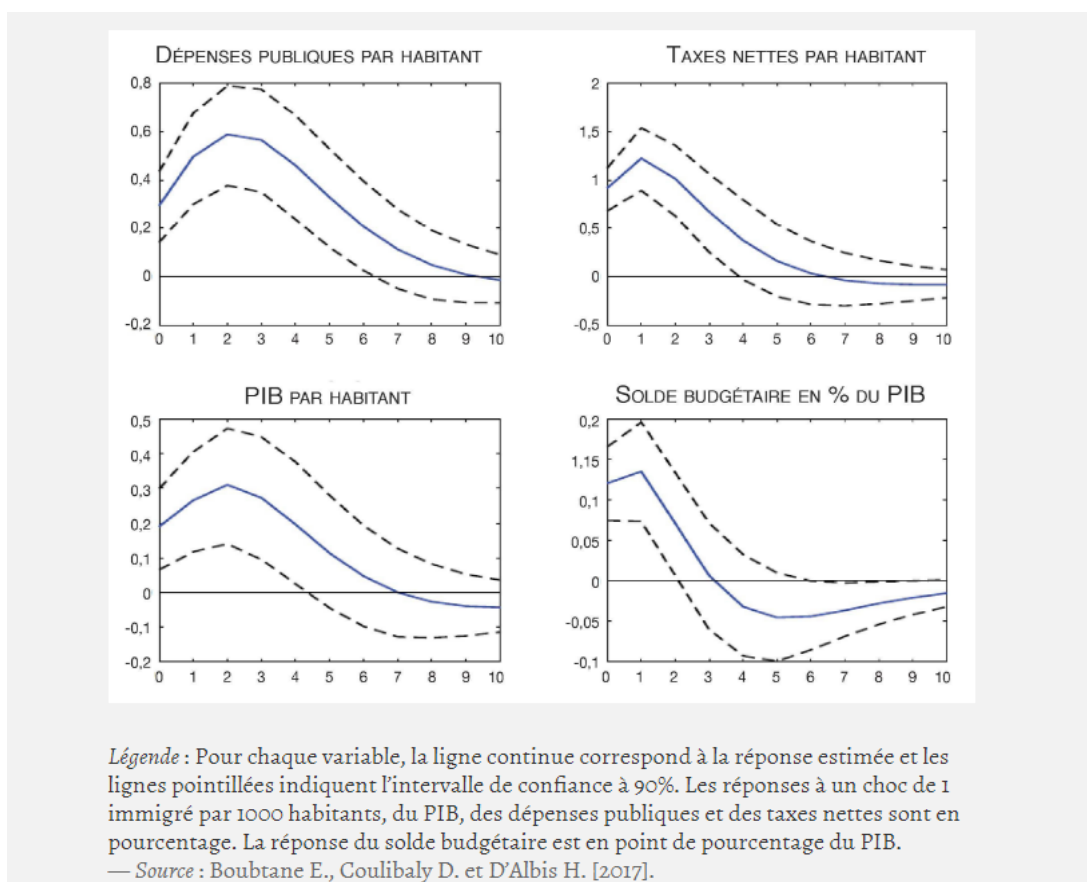 DÉPENSES PUBLIQUES PAR HABITANT
0,8
0,6
0,4
0,2
0
-0,2
0 1 2 3 4 5 6 7 8 9 10
TAXES NETTES PAR HABITANT
2
1,5
1
0,5
0
-0,5
0 1 2 3 4 5 6 7 8 9 10
PIB PAR HABITANT
0,5
0,4
0,3
0,2
0,1
0
-0,1
-0,2
0 1 2 3 4 5 6 7 8 9 10
SOLDE BUDGÉTAIRE EN % DU PIB
0,2
1,15
0,1
0,05
0
-0,05
-0,1
0 1 2 3 4 5 6 7 8 9 10
Légende : Pour chaque variable, la ligne continue correspond à la réponse estimée et les
lignes pointillées indiquent l'intervalle de confiance à 90%. Les réponses à un choc de 1
immigré par 1000 habitants, du PIB, des dépenses publiques et des taxes nettes sont en
pourcentage. La réponse du solde budgétaire est en point de pourcentage du PIB.
— Source : Boubtane E., Coulibaly D. et D'Albis H. [2017].